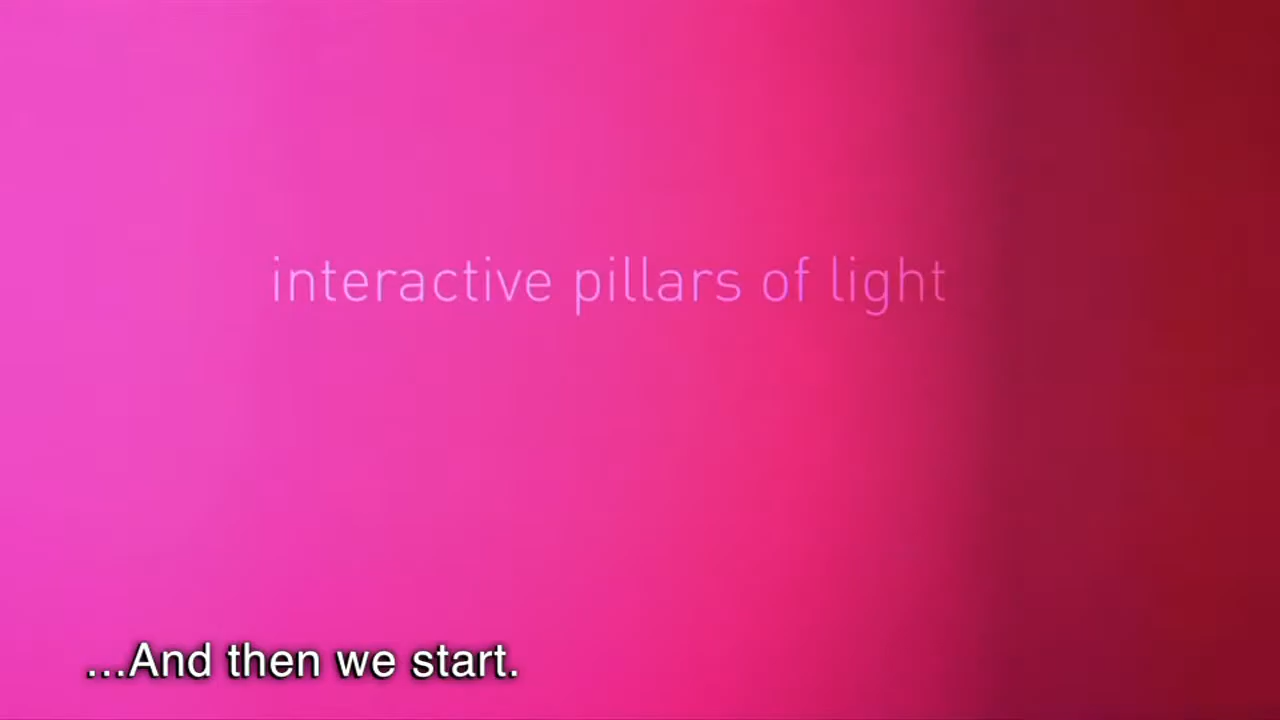 interactive pillars of light
...And then we start.